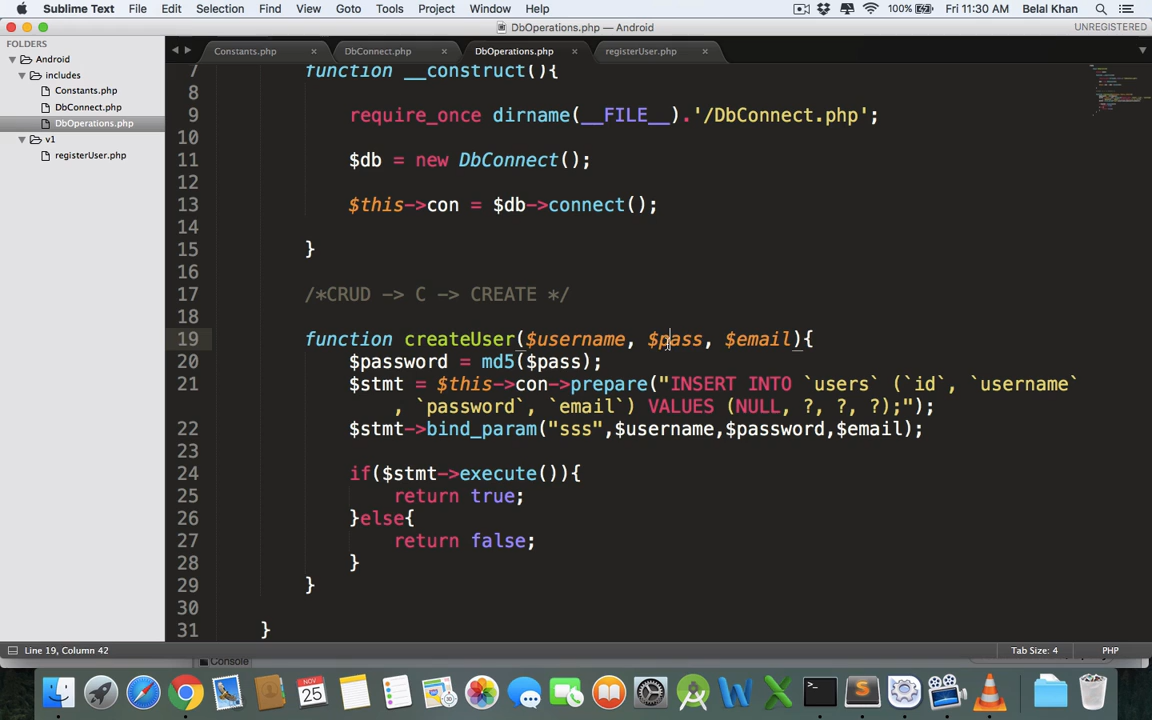 Sublime Text File Edit Selection Find View Goto Tools Project Window Help 100% Fri 11:30 AM Belal Khan
DbOperations.php — Android UNREGISTERED
FOLDERS
Android
includes
Constants.php
DbConnect.php
DbOperations.php
v1
registerUser.php
Constants.php × DbConnect.php × DbOperations.php × registerUser.php ×
7 function __construct(){
8
9 require_once dirname(__FILE__).'/DbConnect.php';
10
11 $db = new DbConnect();
12
13 $this->con = $db->connect();
14
15 }
16
17 /*CRUD -> C -> CREATE */
18
19 function createUser($username, $pass, $email){
20 $password = md5($pass);
21 $stmt = $this->con->prepare("INSERT INTO `users` (`id`, `username`
, `password`, `email`) VALUES (NULL, ?, ?, ?);");
22 $stmt->bind_param("sss",$username,$password,$email);
23
24 if($stmt->execute()){
25 return true;
26 }else{
27 return false;
28 }
29 }
30
31 }
Line 19, Column 42 Tab Size: 4 PHP
Console
NOV
25